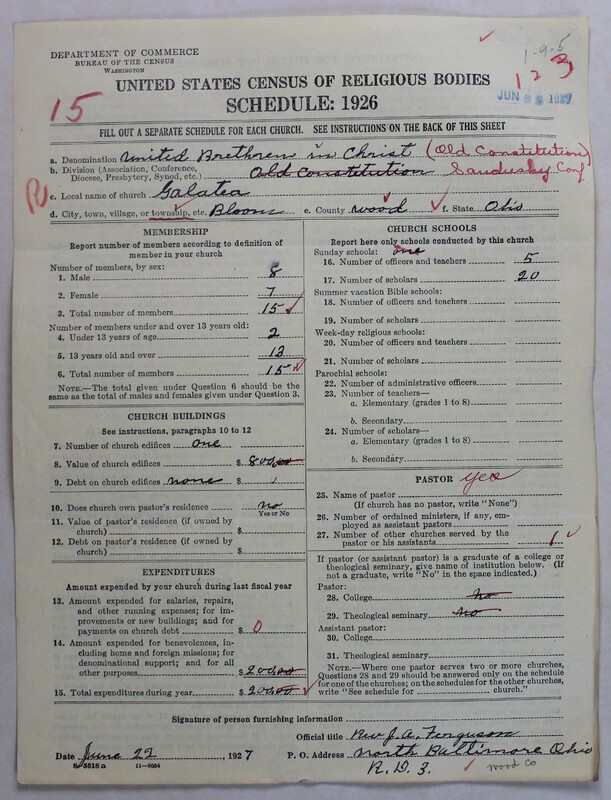 DEPARTMENT OF COMMERCE
BUREAU OF THE CENSUS
WASHINGTON
1-9-5
1 2 3
JUN 22 1927
15
UNITED STATES CENSUS OF RELIGIOUS BODIES
SCHEDULE: 1926
FILL OUT A SEPARATE SCHEDULE FOR EACH CHURCH. SEE INSTRUCTIONS ON THE BACK OF THIS SHEET
a. Denomination United Brethren in Christ (Old Constitution)
b. Division (Association, Conference, Diocese, Presbytery, Synod, etc.) Old Constitution Sandusky Conf
R
c. Local name of church Galatea
d. City, town, village, or township, etc. Bloom e. County Wood f. State Ohio
MEMBERSHIP
Report number of members according to definition of
member in your church
Number of members, by sex:
1. Male 8
2. Female 7
3. Total number of members 15
Number of members under and over 13 years old:
4. Under 13 years of age 2
5. 13 years old and over 13
6. Total number of members 15
NOTE.—The total given under Question 6 should be the
same as the total of males and females given under Question 3.
CHURCH BUILDINGS
See instructions, paragraphs 10 to 12
7. Number of church edifices one
8. Value of church edifices $ 800.00
9. Debt on church edifices none $
10. Does church own pastor's residence no
Yes or No
11. Value of pastor's residence (if owned by
church) $
12. Debt on pastor's residence (if owned by
church) $
EXPENDITURES
Amount expended by your church during last fiscal year
13. Amount expended for salaries, repairs,
and other running expenses; for im-
provements or new buildings; and for
payments on church debt $ 0
14. Amount expended for benevolences, in-
cluding home and foreign missions; for
denominational support; and for all
other purposes $ 200.00
15. Total expenditures during year $ 200.00
CHURCH SCHOOLS
Report here only schools conducted by this church
Sunday schools: one
16. Number of officers and teachers 5
17. Number of scholars 20
Summer vacation Bible schools:
18. Number of officers and teachers
19. Number of scholars
Week-day religious schools:
20. Number of officers and teachers
21. Number of scholars
Parochial schools:
22. Number of administrative officers
23. Number of teachers—
a. Elementary (grades 1 to 8)
b. Secondary
24. Number of scholars—
a. Elementary (grades 1 to 8)
b. Secondary
PASTOR yes
25. Name of pastor
(If church has no pastor, write "None")
26. Number of ordained ministers, if any, em-
ployed as assistant pastors
27. Number of other churches served by the
pastor or his assistants 1
If pastor (or assistant pastor) is a graduate of a college or
theological seminary, give name of institution below. (If
not a graduate, write "No" in the space indicated.)
Pastor:
28. College no
29. Theological seminary no
Assistant pastor:
30. College
31. Theological seminary
NOTE.—Where one pastor serves two or more churches,
Questions 28 and 29 should be answered only on the schedule
for one of the churches; on the schedules for the other churches,
write "See schedule for church."
Signature of person furnishing information
Official title Rev J. A. Ferguson
Date June 22, 1927 P. O. Address North Baltimore Ohio
8-5518 a 11-9064 R. D. 3. Wood Co